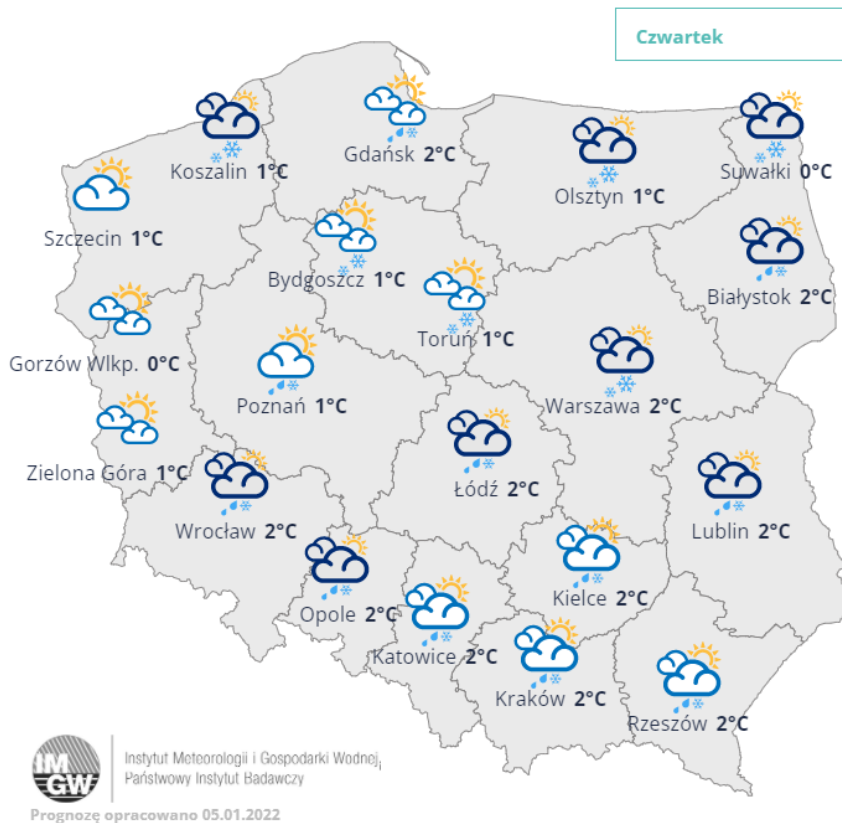 Czwartek
Koszalin 1°C
Gdańsk 2°C
Olsztyn 1°C
Suwałki 0°C
Szczecin 1°C
Bydgoszcz 1°C
Białystok 2°C
Toruń 1°C
Gorzów Wlkp. 0°C
Poznań 1°C
Warszawa 2°C
Zielona Góra 1°C
Łódź 2°C
Wrocław 2°C
Lublin 2°C
Opole 2°C
Kielce 2°C
Katowice 2°C
Kraków 2°C
Rzeszów 2°C
IM
GW
Instytut Meteorologii i Gospodarki Wodnej,
Państwowy Instytut Badawczy
Prognozę opracowano 05.01.2022